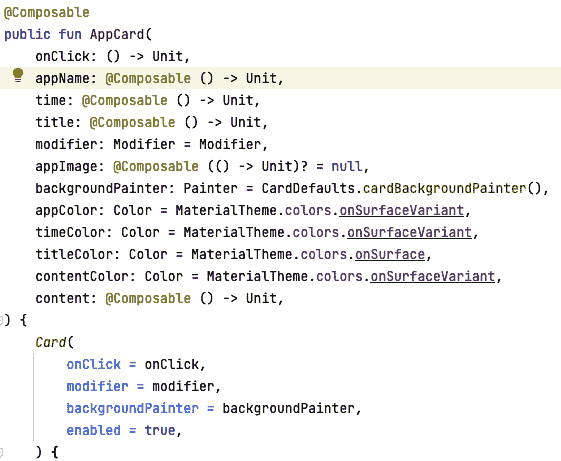 @Composable
public fun AppCard(
    onClick: () -> Unit,
    appName: @Composable () -> Unit,
    time: @Composable () -> Unit,
    title: @Composable () -> Unit,
    modifier: Modifier = Modifier,
    appImage: @Composable (() -> Unit)? = null,
    backgroundPainter: Painter = CardDefaults.cardBackgroundPainter(),
    appColor: Color = MaterialTheme.colors.onSurfaceVariant,
    timeColor: Color = MaterialTheme.colors.onSurfaceVariant,
    titleColor: Color = MaterialTheme.colors.onSurface,
    contentColor: Color = MaterialTheme.colors.onSurfaceVariant,
    content: @Composable () -> Unit,
) {
    Card(
        onClick = onClick,
        modifier = modifier,
        backgroundPainter = backgroundPainter,
        enabled = true,
    ) {